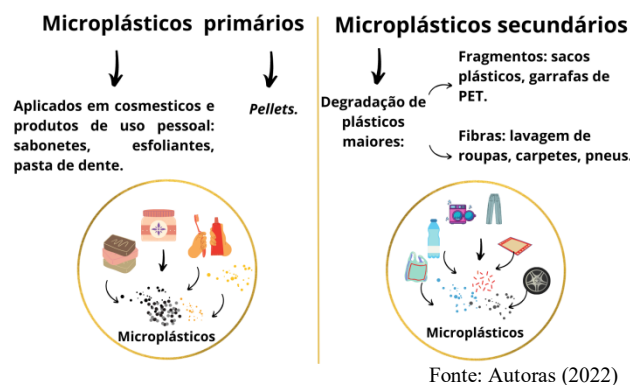 Microplásticos primários
Aplicados em cosmesticos e
produtos de uso pessoal:
sabonetes, esfoliantes,
pasta de dente.
Pellets.
Microplásticos
Microplásticos secundários
Degradação de
plásticos
maiores:
Fragmentos: sacos
plásticos, garrafas de
PET.
Fibras: lavagem de
roupas, carpetes, pneus.
Microplásticos
Fonte: Autoras (2022)